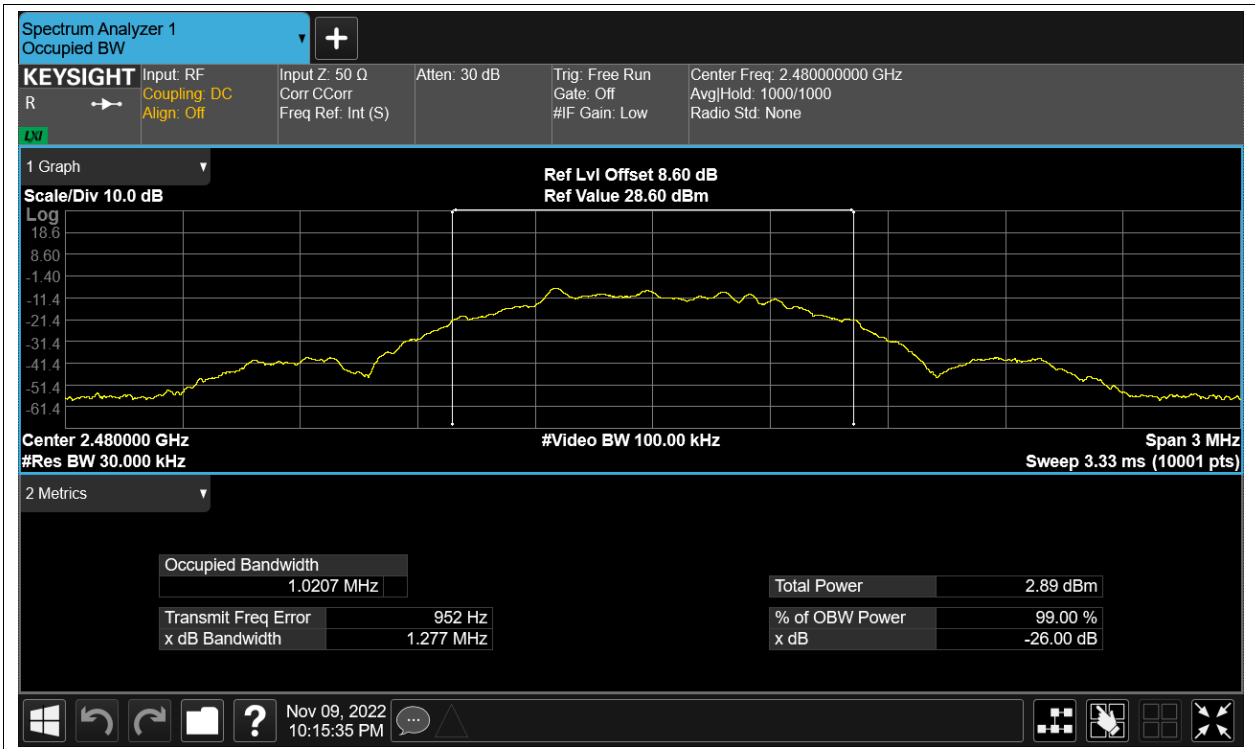 Spectrum Analyzer 1
Occupied BW
KEYSIGHT
R
LXI
Input: RF
Coupling: DC
Align: Off
Input Z: 50 Ω
Corr CCorr
Freq Ref: Int (S)
Atten: 30 dB
Trig: Free Run
Gate: Off
#IF Gain: Low
Center Freq: 2.480000000 GHz
Avg|Hold: 1000/1000
Radio Std: None
1 Graph
Scale/Div 10.0 dB
Ref Lvl Offset 8.60 dB
Ref Value 28.60 dBm
Log
18.6
8.60
-1.40
-11.4
-21.4
-31.4
-41.4
-51.4
-61.4
Center 2.480000 GHz
#Res BW 30.000 kHz
#Video BW 100.00 kHz
Span 3 MHz
Sweep 3.33 ms (10001 pts)
2 Metrics
Occupied Bandwidth
1.0207 MHz
Transmit Freq Error 952 Hz
x dB Bandwidth 1.277 MHz
Total Power 2.89 dBm
% of OBW Power 99.00 %
x dB -26.00 dB
?
Nov 09, 2022
10:15:35 PM